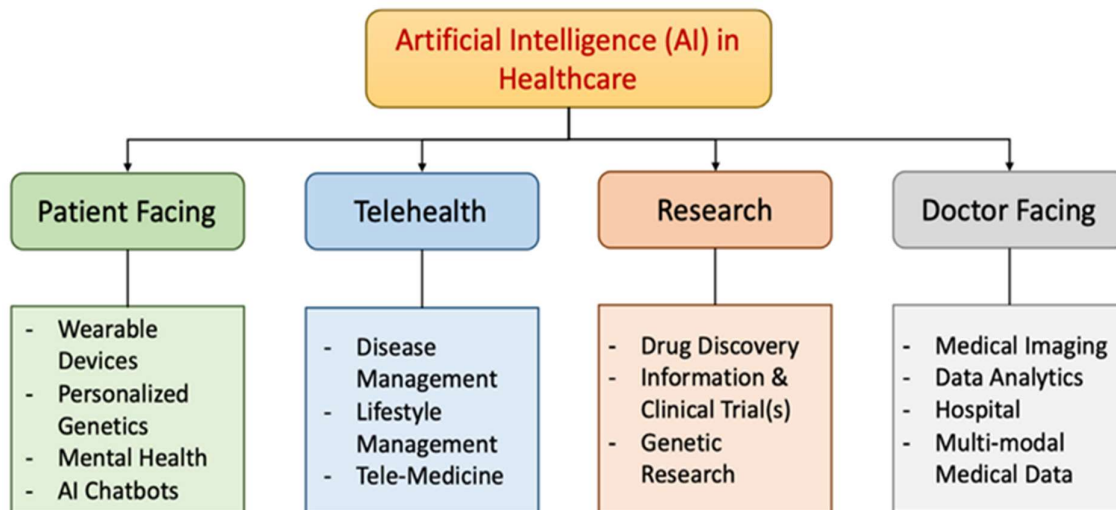 Artificial Intelligence (AI) in
Healthcare
Patient Facing
Telehealth
Research
Doctor Facing
- Wearable
Devices
- Personalized
Genetics
- Mental Health
- AI Chatbots
- Disease
Management
- Lifestyle
Management
- Tele-Medicine
- Drug Discovery
- Information &
Clinical Trial(s)
- Genetic
Research
- Medical Imaging
- Data Analytics
- Hospital
- Multi-modal
Medical Data